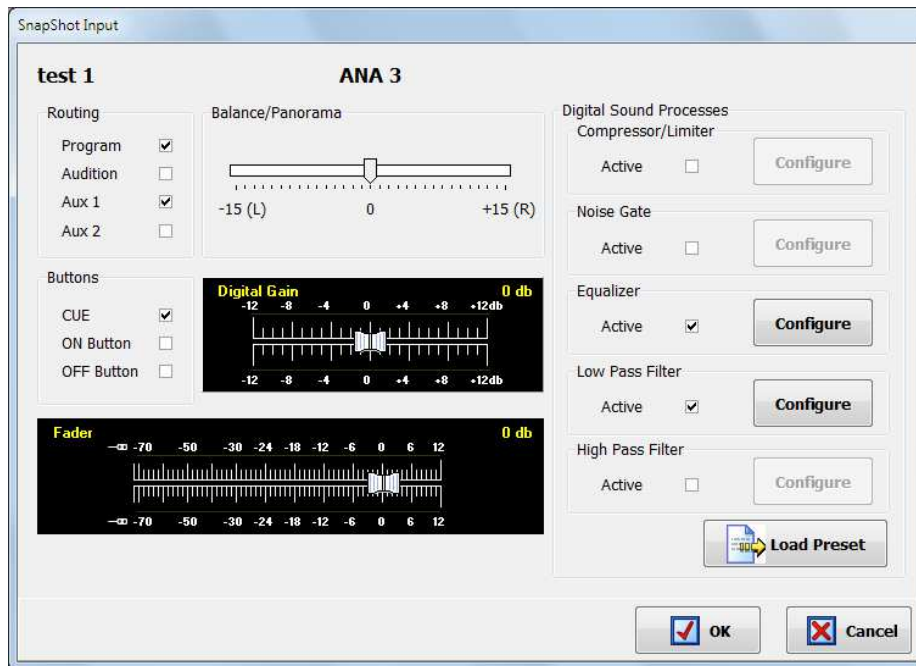 SnapShot Input
test 1
ANA 3
Routing
Program
Audition
Aux 1
Aux 2
Balance/Panorama
-15 (L) 0 +15 (R)
Buttons
CUE
ON Button
OFF Button
Digital Gain 0 db
-12 -8 -4 0 +4 +8 +12db
-12 -8 -4 0 +4 +8 +12db
Fader 0 db
-∞ -70 -50 -30 -24 -18 -12 -6 0 6 12
-∞ -70 -50 -30 -24 -18 -12 -6 0 6 12
Digital Sound Processes
Compressor/Limiter
Active Configure
Noise Gate
Active Configure
Equalizer
Active Configure
Low Pass Filter
Active Configure
High Pass Filter
Active Configure
Load Preset
OK Cancel